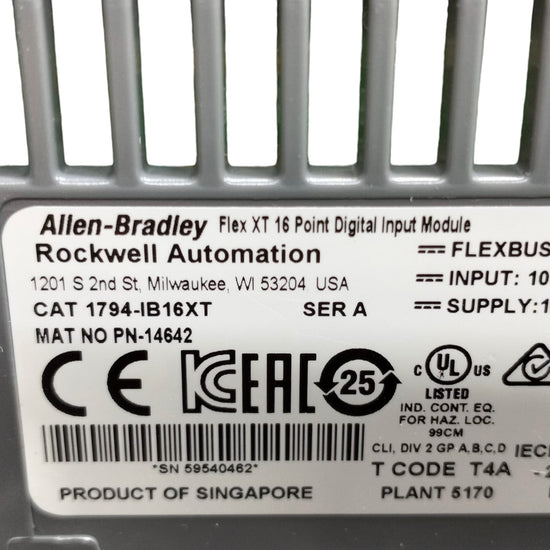 Allen-Bradley Flex XT 16 Point Digital Input Module
Rockwell Automation
1201 S 2nd St, Milwaukee, WI 53204 USA
CAT 1794-IB16XT SER A
MAT NO PN-14642
FLEXBUS
INPUT: 10
SUPPLY: 1
CE
EAC
25
C UL US
LISTED
IND. CONT. EQ.
FOR HAZ. LOC.
99CM
CLI, DIV 2 GP A,B,C,D
T CODE T4A
PLANT 5170
*SN 59540462*
PRODUCT OF SINGAPORE